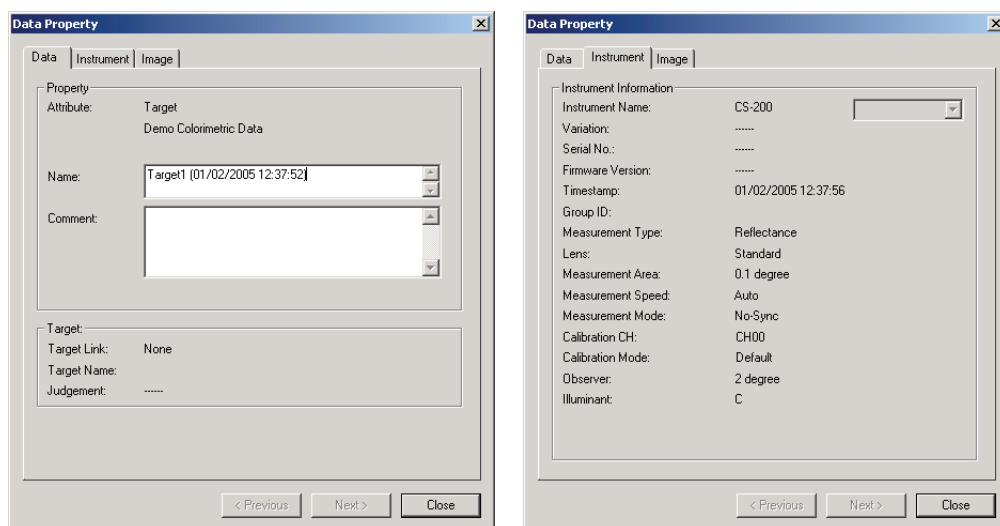 Data Property
Data Instrument Image
Property
Attribute: Target
Demo Colorimetric Data
Name: Target1 (01/02/2005 12:37:52)
Comment:
Target:
Target Link: None
Target Name:
Judgement: ------
< Previous Next > Close
Data Property
Data Instrument Image
Instrument Information
Instrument Name: CS-200
Variation: ------
Serial No.: ------
Firmware Version: ------
Timestamp: 01/02/2005 12:37:56
Group ID:
Measurement Type: Reflectance
Lens: Standard
Measurement Area: 0.1 degree
Measurement Speed: Auto
Measurement Mode: No-Sync
Calibration CH: CH00
Calibration Mode: Default
Observer: 2 degree
Illuminant: C
< Previous Next > Close